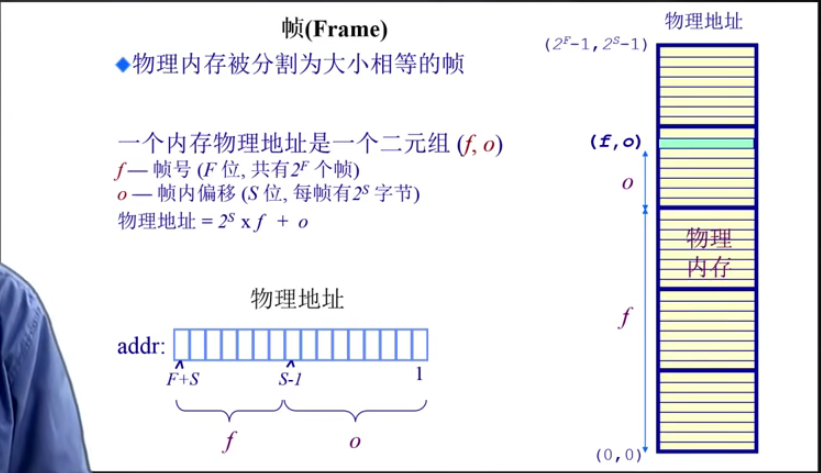 帧(Frame)
物理地址
(2^F-1,2^S-1)
◆物理内存被分割为大小相等的帧
一个内存物理地址是一个二元组 (f, o)
f — 帧号 (F 位, 共有2^F 个帧)
o — 帧内偏移 (S 位, 每帧有2^S 字节)
物理地址 = 2^S x f + o
(f,o)
o
物理
内存
f
(0,0)
物理地址
addr:
F+S S-1 1
f o